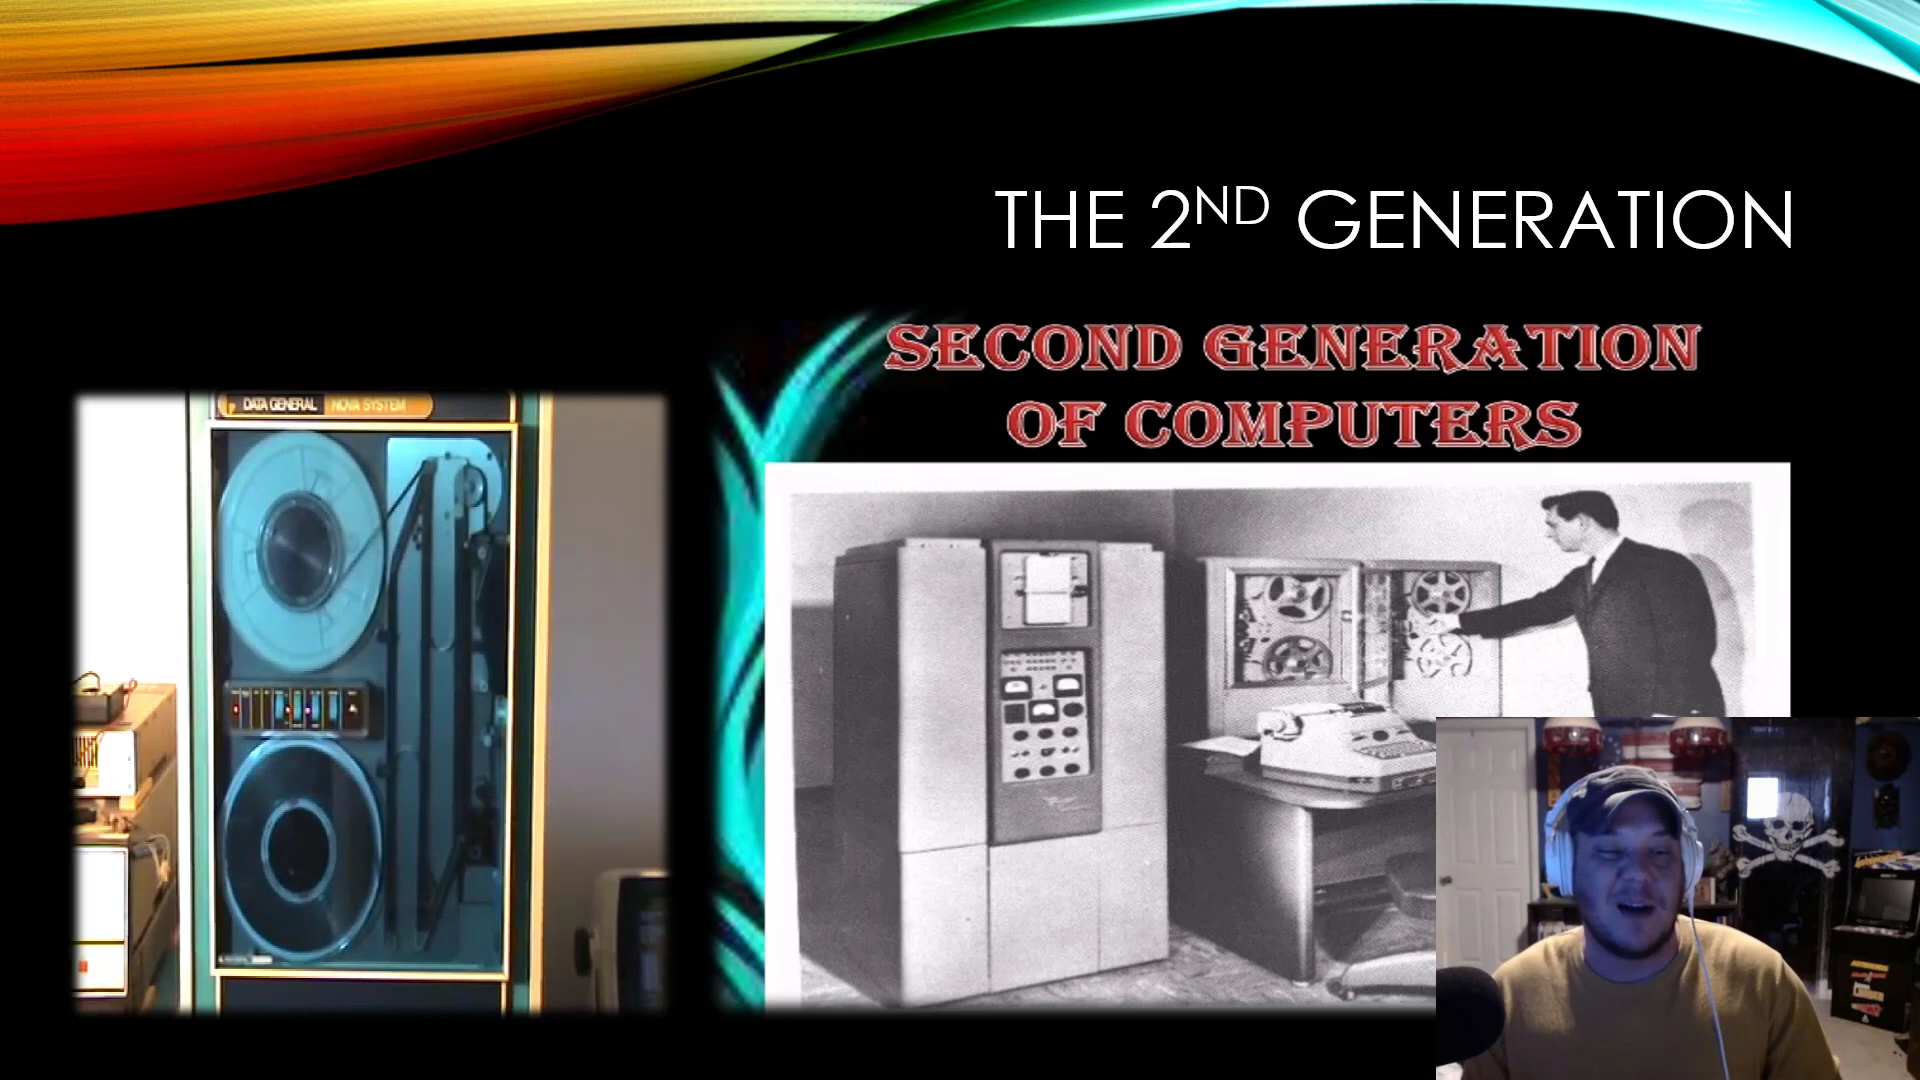 THE 2ND GENERATION
SECOND GENERATION
OF COMPUTERS
DATA GENERAL NOVA SYSTEM